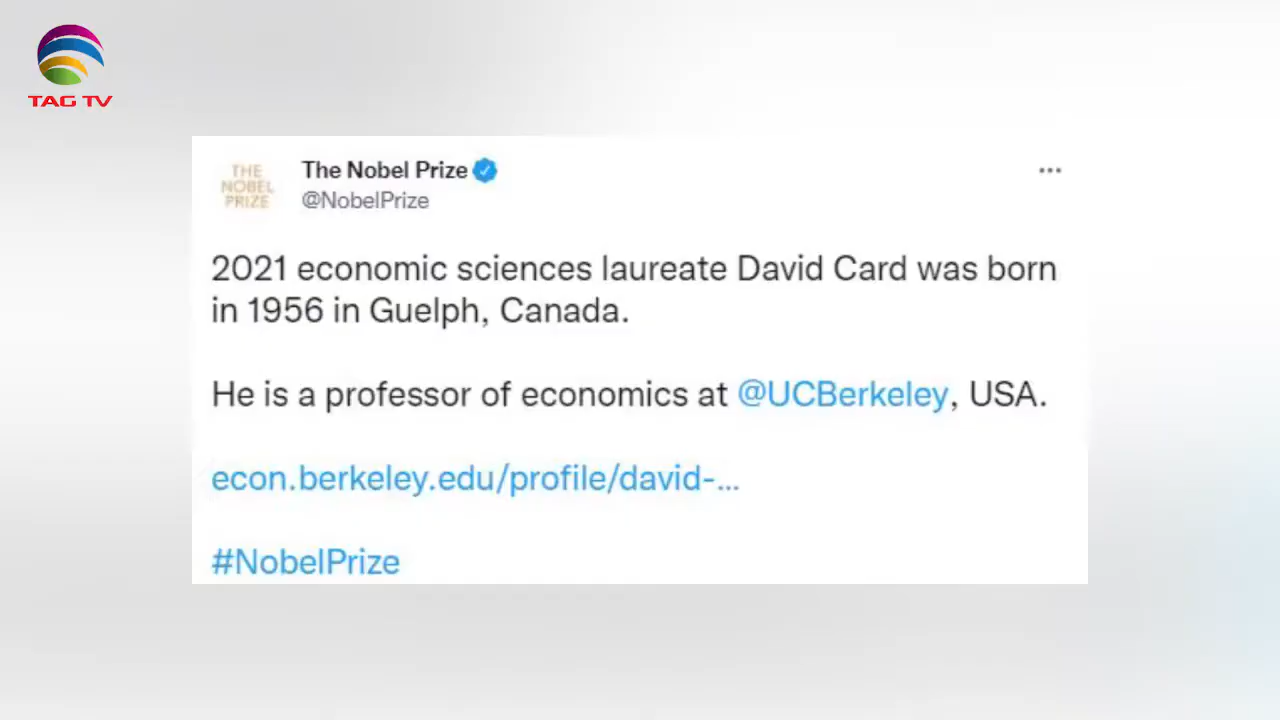 TAG TV
THE
NOBEL
PRIZE
The Nobel Prize
@NobelPrize
2021 economic sciences laureate David Card was born
in 1956 in Guelph, Canada.
He is a professor of economics at @UCBerkeley, USA.
econ.berkeley.edu/profile/david-...
#NobelPrize